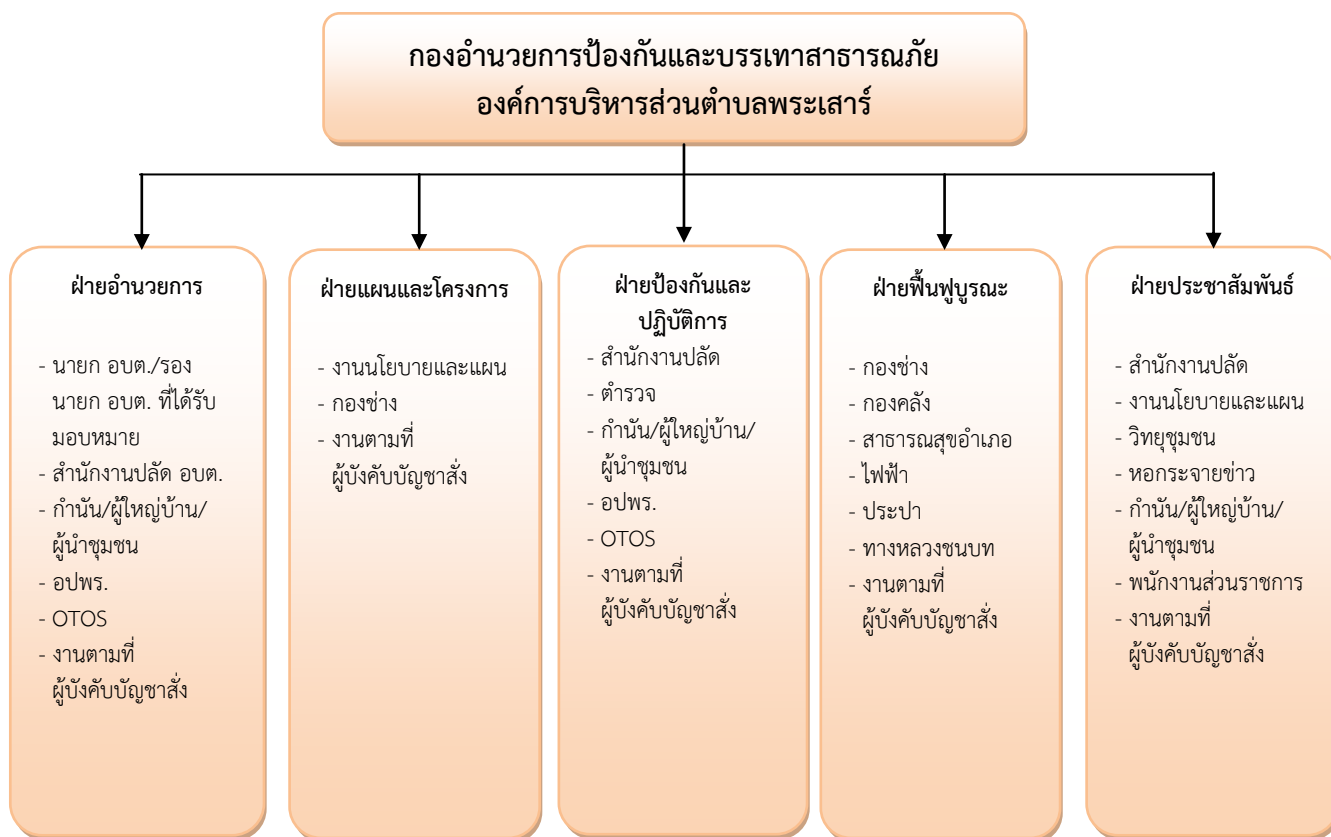 กองอำนวยการป้องกันและบรรเทาสาธารณภัย
องค์การบริหารส่วนตำบลพระเสาร์
ฝ่ายอำนวยการ
- นายก อบต./รอง
นายก อบต. ที่ได้รับ
มอบหมาย
- สำนักงานปลัด อบต.
- กำนัน/ผู้ใหญ่บ้าน/
ผู้นำชุมชน
- อปพร.
- OTOS
- งานตามที่
ผู้บังคับบัญชาสั่ง
ฝ่ายแผนและโครงการ
- งานนโยบายและแผน
- กองช่าง
- งานตามที่
ผู้บังคับบัญชาสั่ง
ฝ่ายป้องกันและ
ปฏิบัติการ
- สำนักงานปลัด
- ตำรวจ
- กำนัน/ผู้ใหญ่บ้าน/
ผู้นำชุมชน
- อปพร.
- OTOS
- งานตามที่
ผู้บังคับบัญชาสั่ง
ฝ่ายฟื้นฟูบูรณะ
- กองช่าง
- กองคลัง
- สาธารณสุขอำเภอ
- ไฟฟ้า
- ประปา
- ทางหลวงชนบท
- งานตามที่
ผู้บังคับบัญชาสั่ง
ฝ่ายประชาสัมพันธ์
- สำนักงานปลัด
- งานนโยบายและแผน
- วิทยุชุมชน
- หอกระจายข่าว
- กำนัน/ผู้ใหญ่บ้าน/
ผู้นำชุมชน
- พนักงานส่วนราชการ
- งานตามที่
ผู้บังคับบัญชาสั่ง